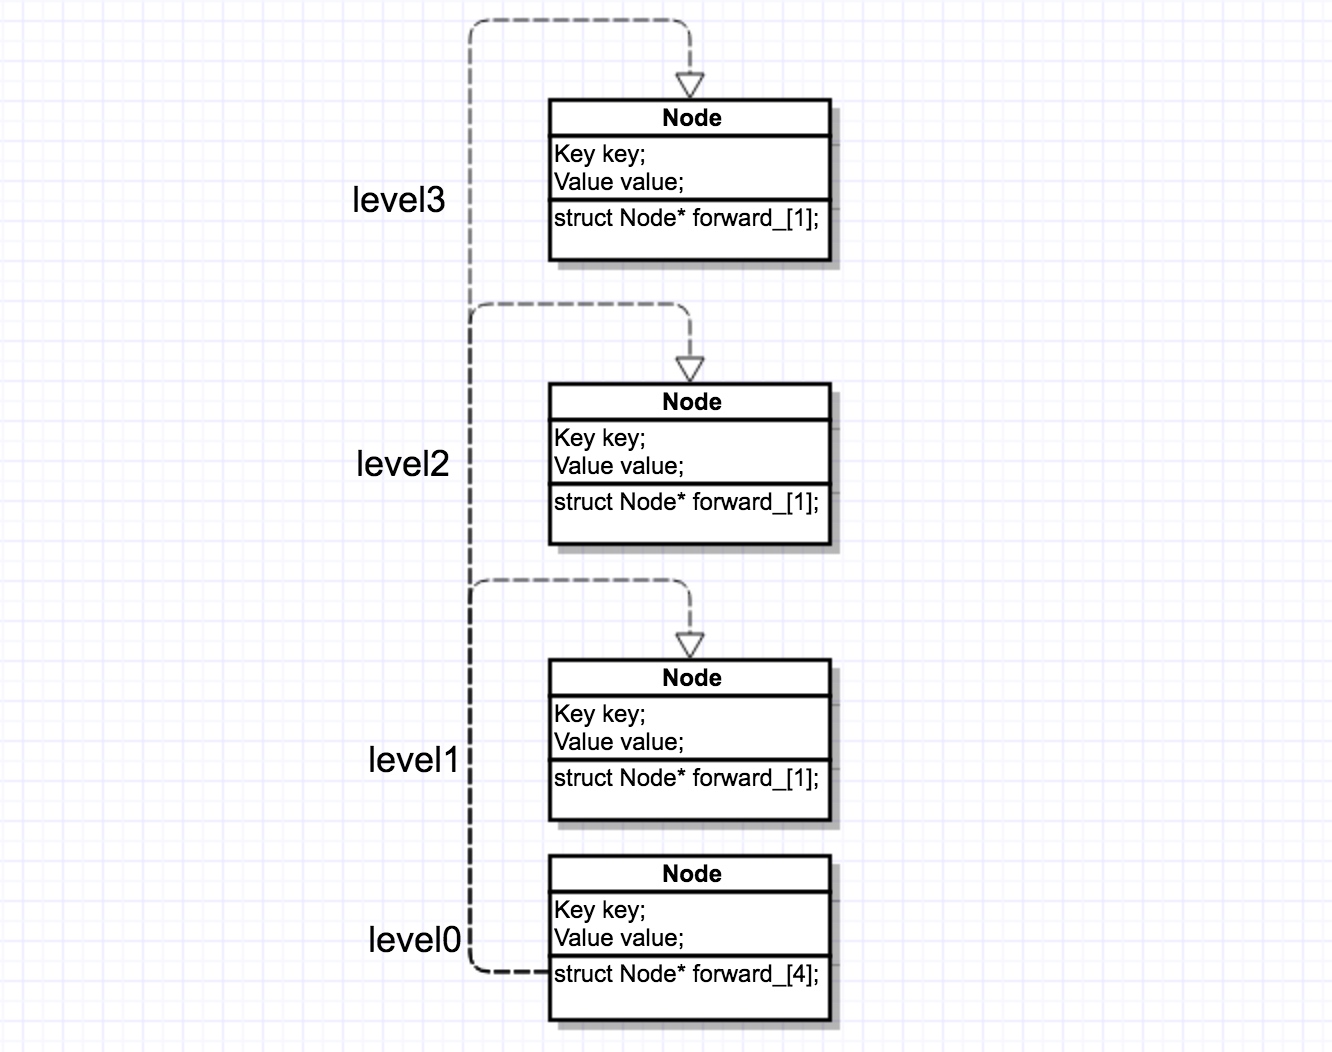 Node
Key key;
Value value;
level3
struct Node* forward_[1];
Node
Key key;
level2
Value value;
struct Node* forward_[1];
Node
Key key;
Value value;
level1
struct Node* forward_[1];
Node
Key key;
Value value;
level0
struct Node* forward_[4];